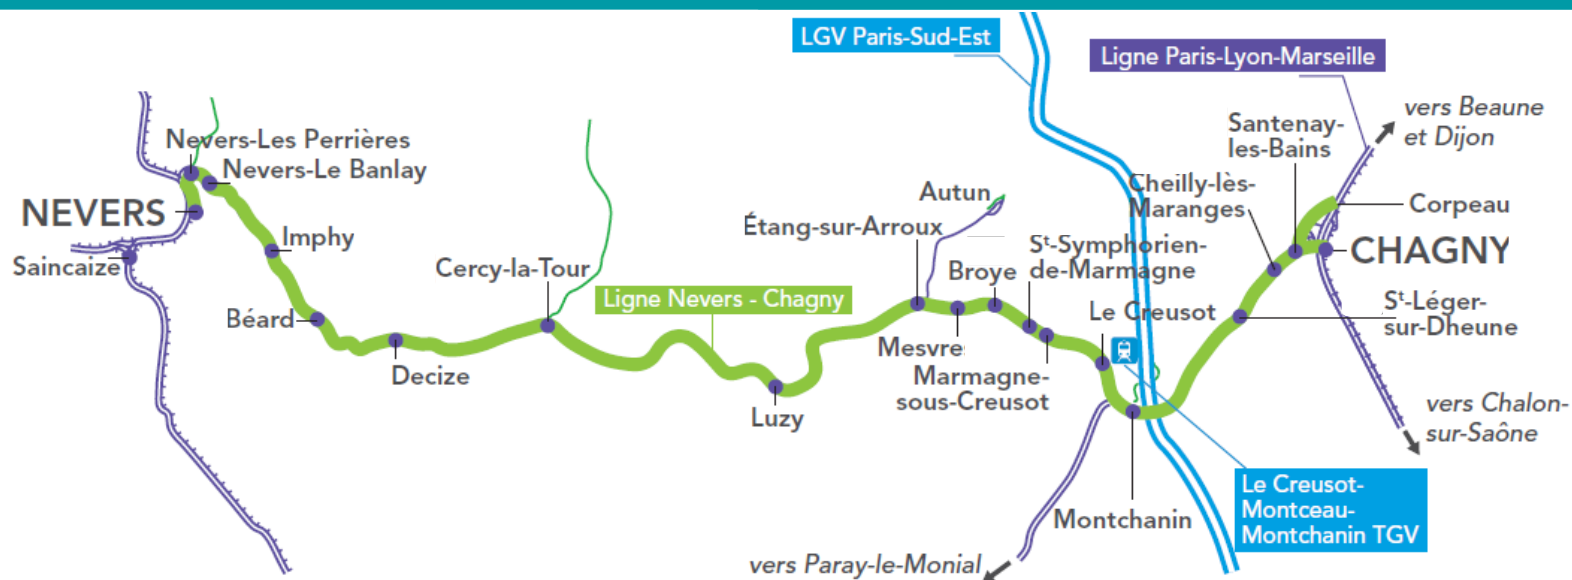 LGV Paris-Sud-Est
Ligne Paris-Lyon-Marseille
vers Beaune
et Dijon
Santenay-
les-Bains
Nevers-Les Perrières
Nevers-Le Banlay
NEVERS
Saincaize
Imphy
Béard
Decize
Cercy-la-Tour
Ligne Nevers - Chagny
Luzy
Étang-sur-Arroux
Autun
Mesvre
Broye
St-Symphorien-
de-Marmagne
Marmagne-
sous-Creusot
Le Creusot
Montchanin
Cheilly-lès-
Maranges
Corpeau
CHAGNY
St-Léger-
sur-Dheune
vers Chalon-
sur-Saône
Le Creusot-
Montceau-
Montchanin TGV
vers Paray-le-Monial